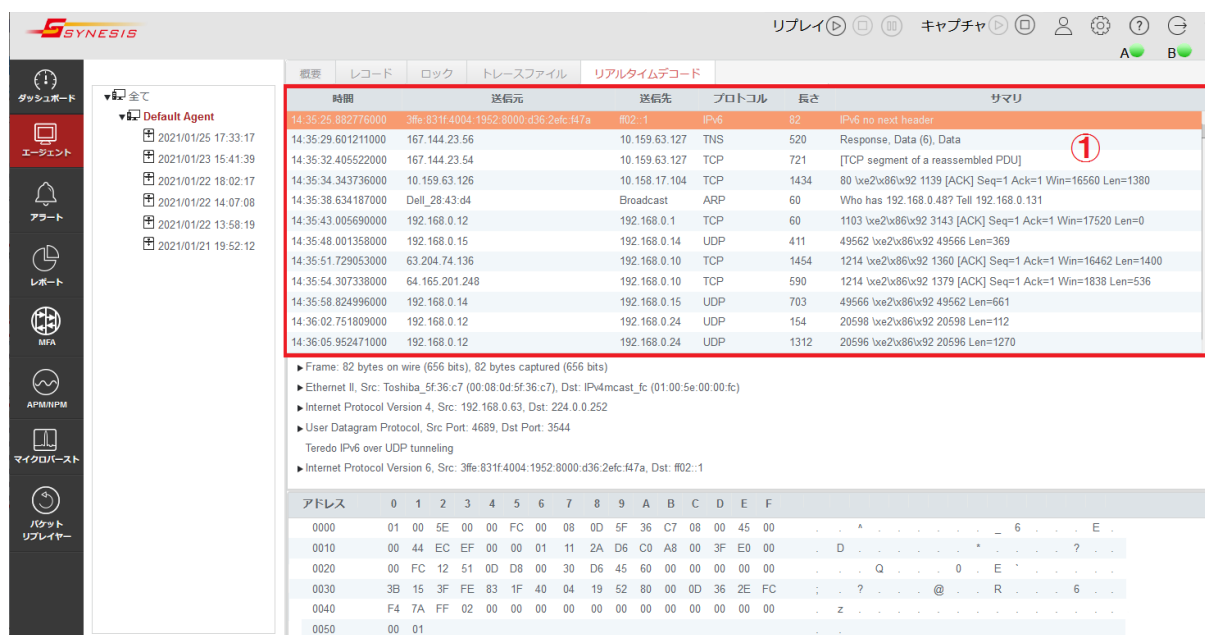 SYNESIS
リプレイ キャプチャ ?
A B
ダッシュボード
エージェント
アラート
レポート
MFA
APM/NPM
マイクロバースト
パケット
リプレイヤー
▼全て
▼Default Agent
2021/01/25 17:33:17
2021/01/23 15:41:39
2021/01/22 18:02:17
2021/01/22 14:07:08
2021/01/22 13:58:19
2021/01/21 19:52:12
概要 レコード ロック トレースファイル リアルタイムデコード
時間 送信元 送信先 プロトコル 長さ サマリ
14:35:25.882776000 3ffe:831f:4004:1952:8000:d36:2efc:f47a ff02::1 IPv6 82 IPv6 no next header
①
14:35:29.601211000 167.144.23.56 10.159.63.127 TNS 520 Response, Data (6), Data
14:35:32.405522000 167.144.23.54 10.159.63.127 TCP 721 [TCP segment of a reassembled PDU]
14:35:34.343736000 10.159.63.126 10.158.17.104 TCP 1434 80 \xe2\x86\x92 1139 [ACK] Seq=1 Ack=1 Win=16560 Len=1380
14:35:38.634187000 Dell_28:43:d4 Broadcast ARP 60 Who has 192.168.0.48? Tell 192.168.0.131
14:35:43.005690000 192.168.0.12 192.168.0.1 TCP 60 1103 \xe2\x86\x92 3143 [ACK] Seq=1 Ack=1 Win=17520 Len=0
14:35:48.001358000 192.168.0.15 192.168.0.14 UDP 411 49562 \xe2\x86\x92 49566 Len=369
14:35:51.729053000 63.204.74.136 192.168.0.10 TCP 1454 1214 \xe2\x86\x92 1360 [ACK] Seq=1 Ack=1 Win=16462 Len=1400
14:35:54.307338000 64.165.201.248 192.168.0.10 TCP 590 1214 \xe2\x86\x92 1379 [ACK] Seq=1 Ack=1 Win=1838 Len=536
14:35:58.824996000 192.168.0.14 192.168.0.15 UDP 703 49566 \xe2\x86\x92 49562 Len=661
14:36:02.751809000 192.168.0.12 192.168.0.24 UDP 154 20598 \xe2\x86\x92 20598 Len=112
14:36:05.952471000 192.168.0.12 192.168.0.24 UDP 1312 20596 \xe2\x86\x92 20596 Len=1270
▶Frame: 82 bytes on wire (656 bits), 82 bytes captured (656 bits)
▶Ethernet II, Src: Toshiba_5f:36:c7 (00:08:0d:5f:36:c7), Dst: IPv4mcast_fc (01:00:5e:00:00:fc)
▶Internet Protocol Version 4, Src: 192.168.0.63, Dst: 224.0.0.252
▶User Datagram Protocol, Src Port: 4689, Dst Port: 3544
Teredo IPv6 over UDP tunneling
▶Internet Protocol Version 6, Src: 3ffe:831f:4004:1952:8000:d36:2efc:f47a, Dst: ff02::1
アドレス 0 1 2 3 4 5 6 7 8 9 A B C D E F
0000 01 00 5E 00 00 FC 00 08 0D 5F 36 C7 08 00 45 00 . . ^ . . . . . . _ 6 . . . E .
0010 00 44 EC EF 00 00 01 11 2A D6 C0 A8 00 3F E0 00 . D . . . . . . * . . . . ? . .
0020 00 FC 12 51 0D D8 00 30 D6 45 60 00 00 00 00 00 . . . Q . . . 0 . E ` . . . . .
0030 3B 15 3F FE 83 1F 40 04 19 52 80 00 0D 36 2E FC ; . ? . . . @ . . R . . . 6 . .
0040 F4 7A FF 02 00 00 00 00 00 00 00 00 00 00 00 00 . z . . . . . . . . . . . . . .
0050 00 01 . .